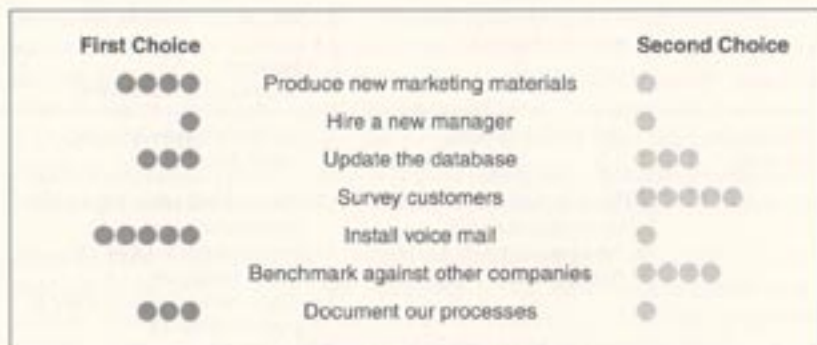 First Choice Second Choice
Produce new marketing materials
Hire a new manager
Update the database
Survey customers
Install voice mail
Benchmark against other companies
Document our processes